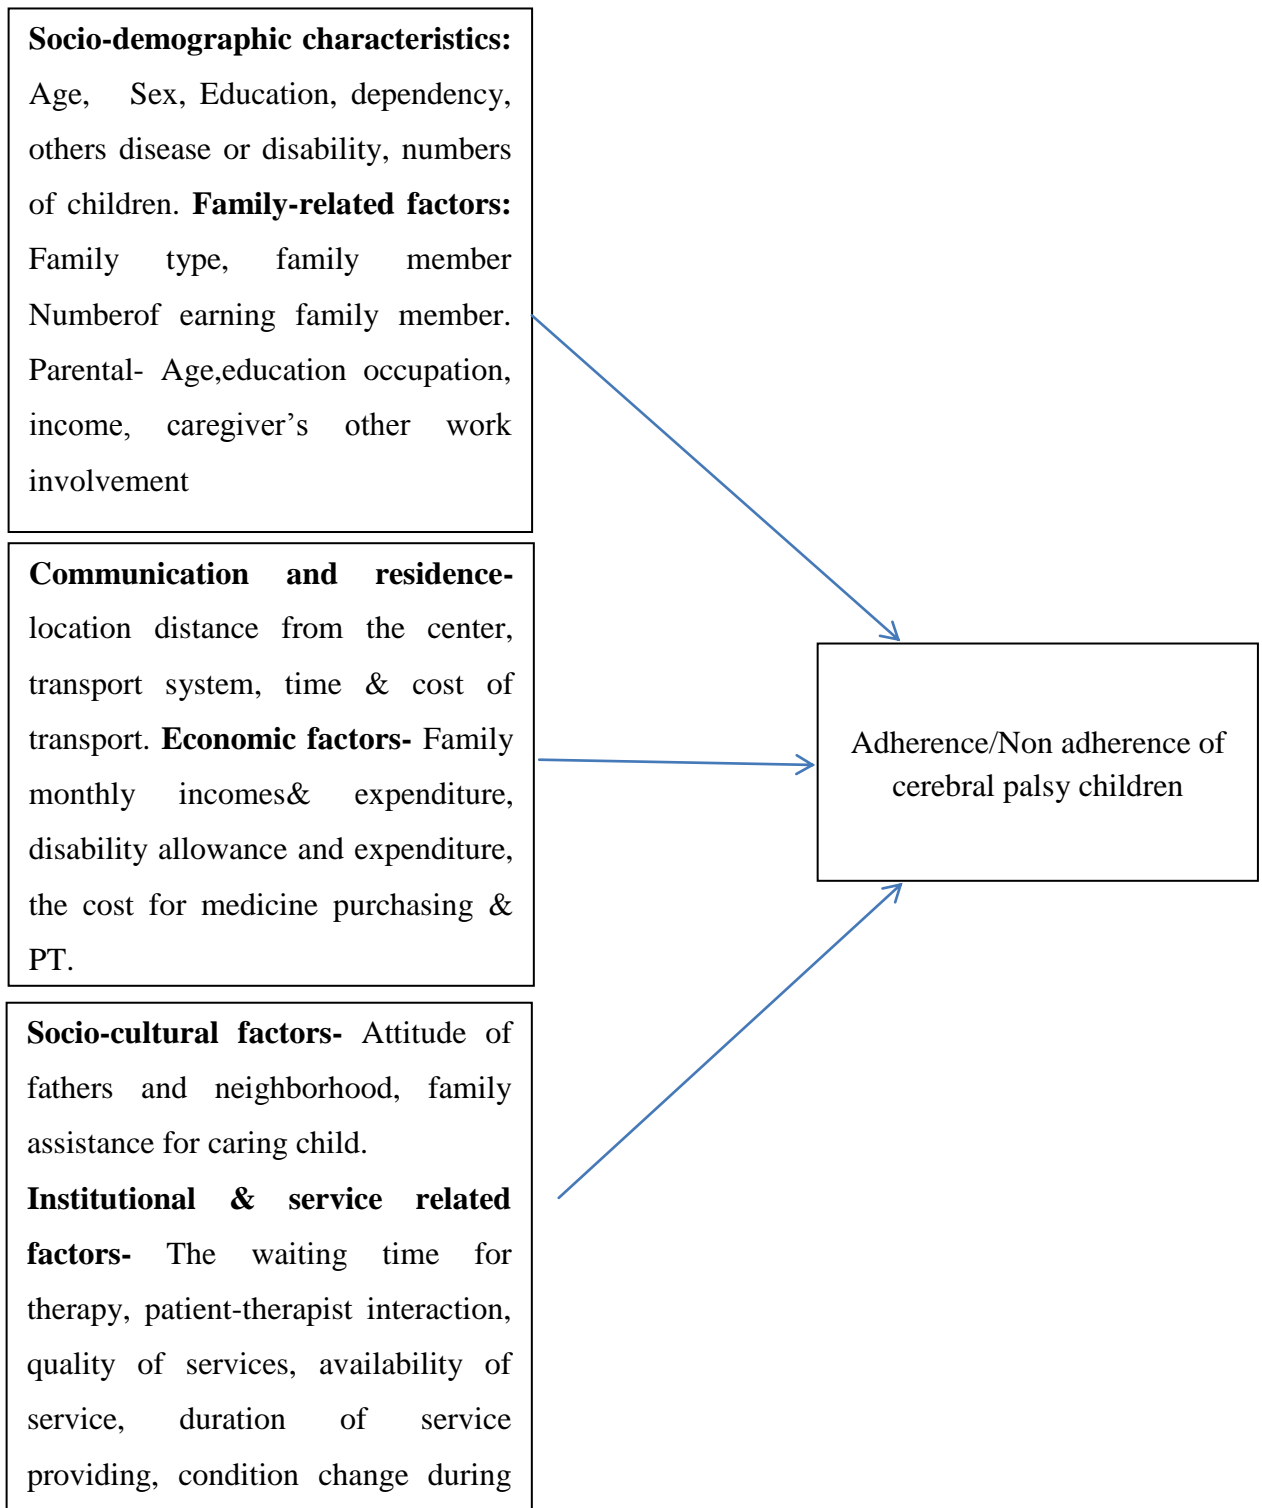 Socio-demographic characteristics:
Age, Sex, Education, dependency,
others disease or disability, numbers
of children. Family-related factors:
Family type, family member
Numberof earning family member.
Parental- Age,education occupation,
income, caregiver’s other work
involvement
Communication and residence-
location distance from the center,
transport system, time & cost of
transport. Economic factors- Family
monthly incomes& expenditure,
disability allowance and expenditure,
the cost for medicine purchasing &
PT.
Adherence/Non adherence of
cerebral palsy children
Socio-cultural factors- Attitude of
fathers and neighborhood, family
assistance for caring child.
Institutional & service related
factors- The waiting time for
therapy, patient-therapist interaction,
quality of services, availability of
service, duration of service
providing, condition change during